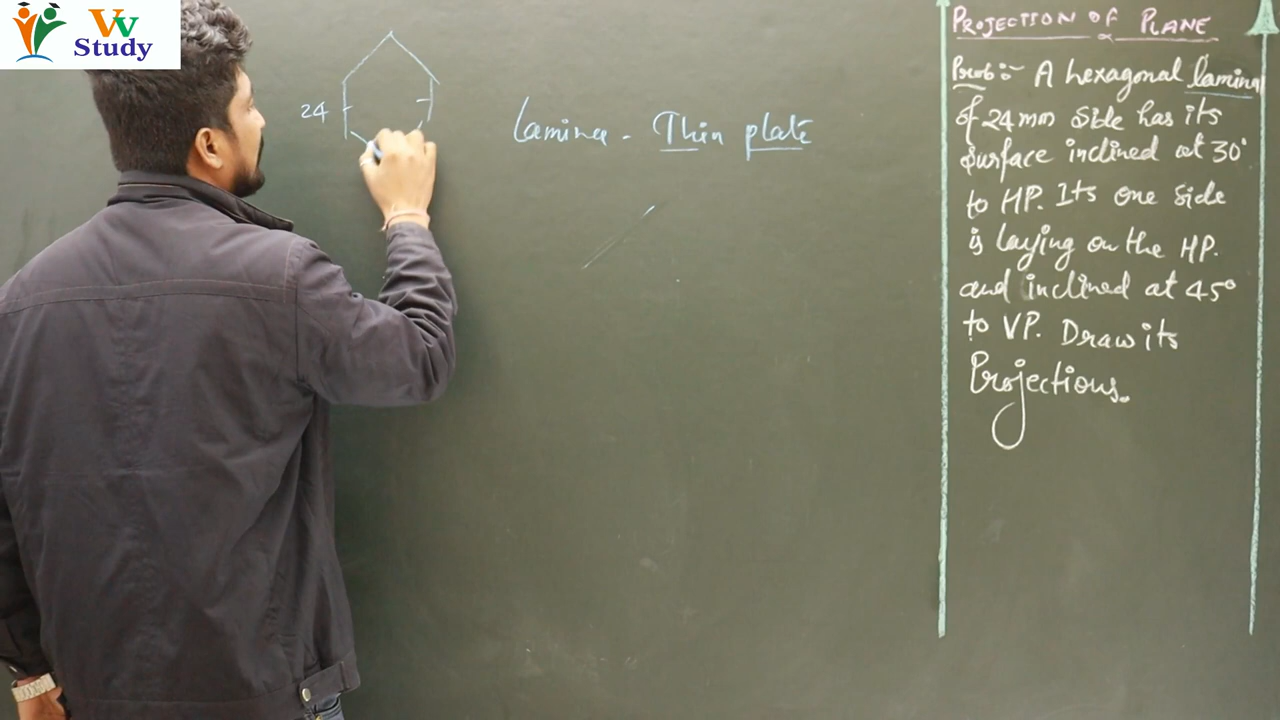 Vv
Study
24
Lamina - Thin plate
PROJECTION OF PLANE
Prob:- A hexagonal lamina
of 24mm side has its
surface inclined at 30°
to HP. Its one side
is laying on the HP.
and inclined at 45°
to VP. Draw its
Projections.